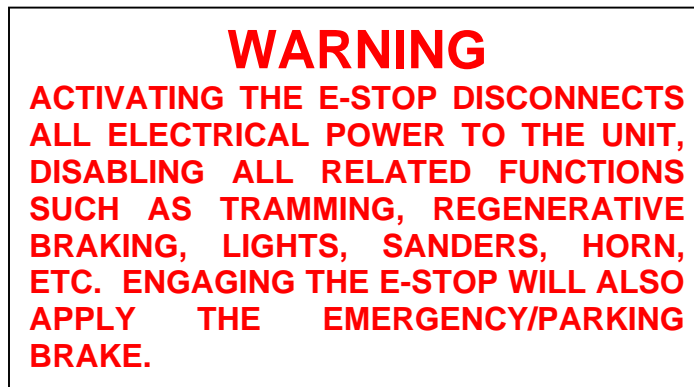 WARNING
ACTIVATING THE E-STOP DISCONNECTS
ALL ELECTRICAL POWER TO THE UNIT,
DISABLING ALL RELATED FUNCTIONS
SUCH AS TRAMMING, REGENERATIVE
BRAKING, LIGHTS, SANDERS, HORN,
ETC. ENGAGING THE E-STOP WILL ALSO
APPLY THE EMERGENCY/PARKING
BRAKE.